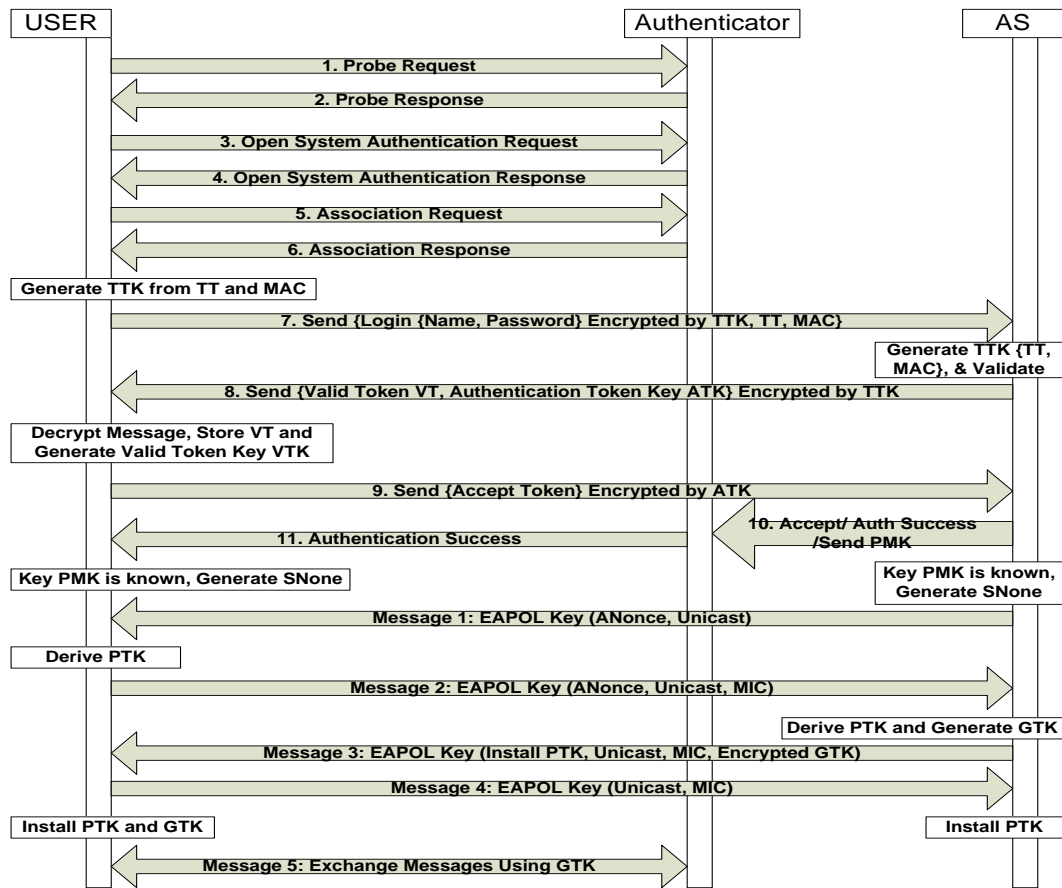 USER
Authenticator
AS
1. Probe Request
2. Probe Response
3. Open System Authentication Request
4. Open System Authentication Response
5. Association Request
6. Association Response
Generate TTK from TT and MAC
7. Send {Login {Name, Password} Encrypted by TTK, TT, MAC}
Generate TTK {TT,
MAC}, & Validate
8. Send {Valid Token VT, Authentication Token Key ATK} Encrypted by TTK
Decrypt Message, Store VT and
Generate Valid Token Key VTK
9. Send {Accept Token} Encrypted by ATK
10. Accept/ Auth Success
/Send PMK
11. Authentication Success
Key PMK is known, Generate SNone
Key PMK is known,
Generate SNone
Message 1: EAPOL Key (ANonce, Unicast)
Derive PTK
Message 2: EAPOL Key (ANonce, Unicast, MIC)
Derive PTK and Generate GTK
Message 3: EAPOL Key (Install PTK, Unicast, MIC, Encrypted GTK)
Message 4: EAPOL Key (Unicast, MIC)
Install PTK and GTK
Install PTK
Message 5: Exchange Messages Using GTK